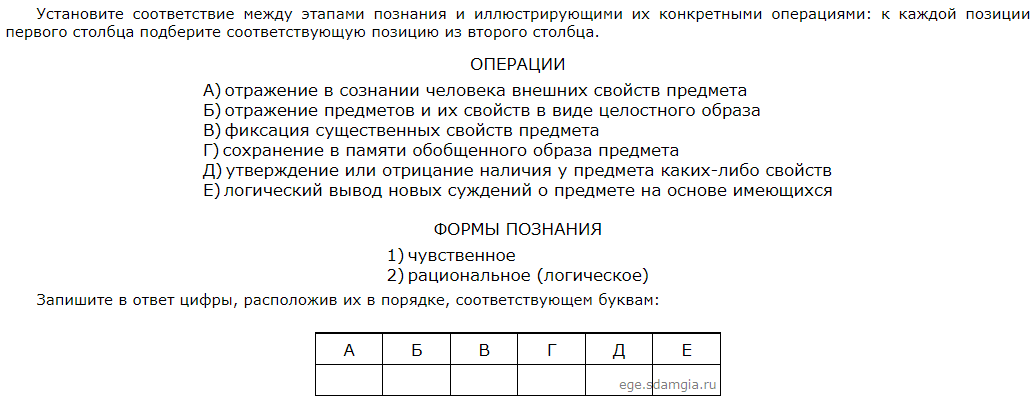 Установите соответствие между этапами познания и иллюстрирующими их конкретными операциями: к каждой позиции
первого столбца подберите соответствующую позицию из второго столбца.
ОПЕРАЦИИ
А) отражение в сознании человека внешних свойств предмета
Б) отражение предметов и их свойств в виде целостного образа
В) фиксация существенных свойств предмета
Г) сохранение в памяти обобщенного образа предмета
Д) утверждение или отрицание наличия у предмета каких-либо свойств
Е) логический вывод новых суждений о предмете на основе имеющихся
ФОРМЫ ПОЗНАНИЯ
1) чувственное
2) рациональное (логическое)
Запишите в ответ цифры, расположив их в порядке, соответствующем буквам:
А Б В Г Д Е
ege.sdamgia.ru